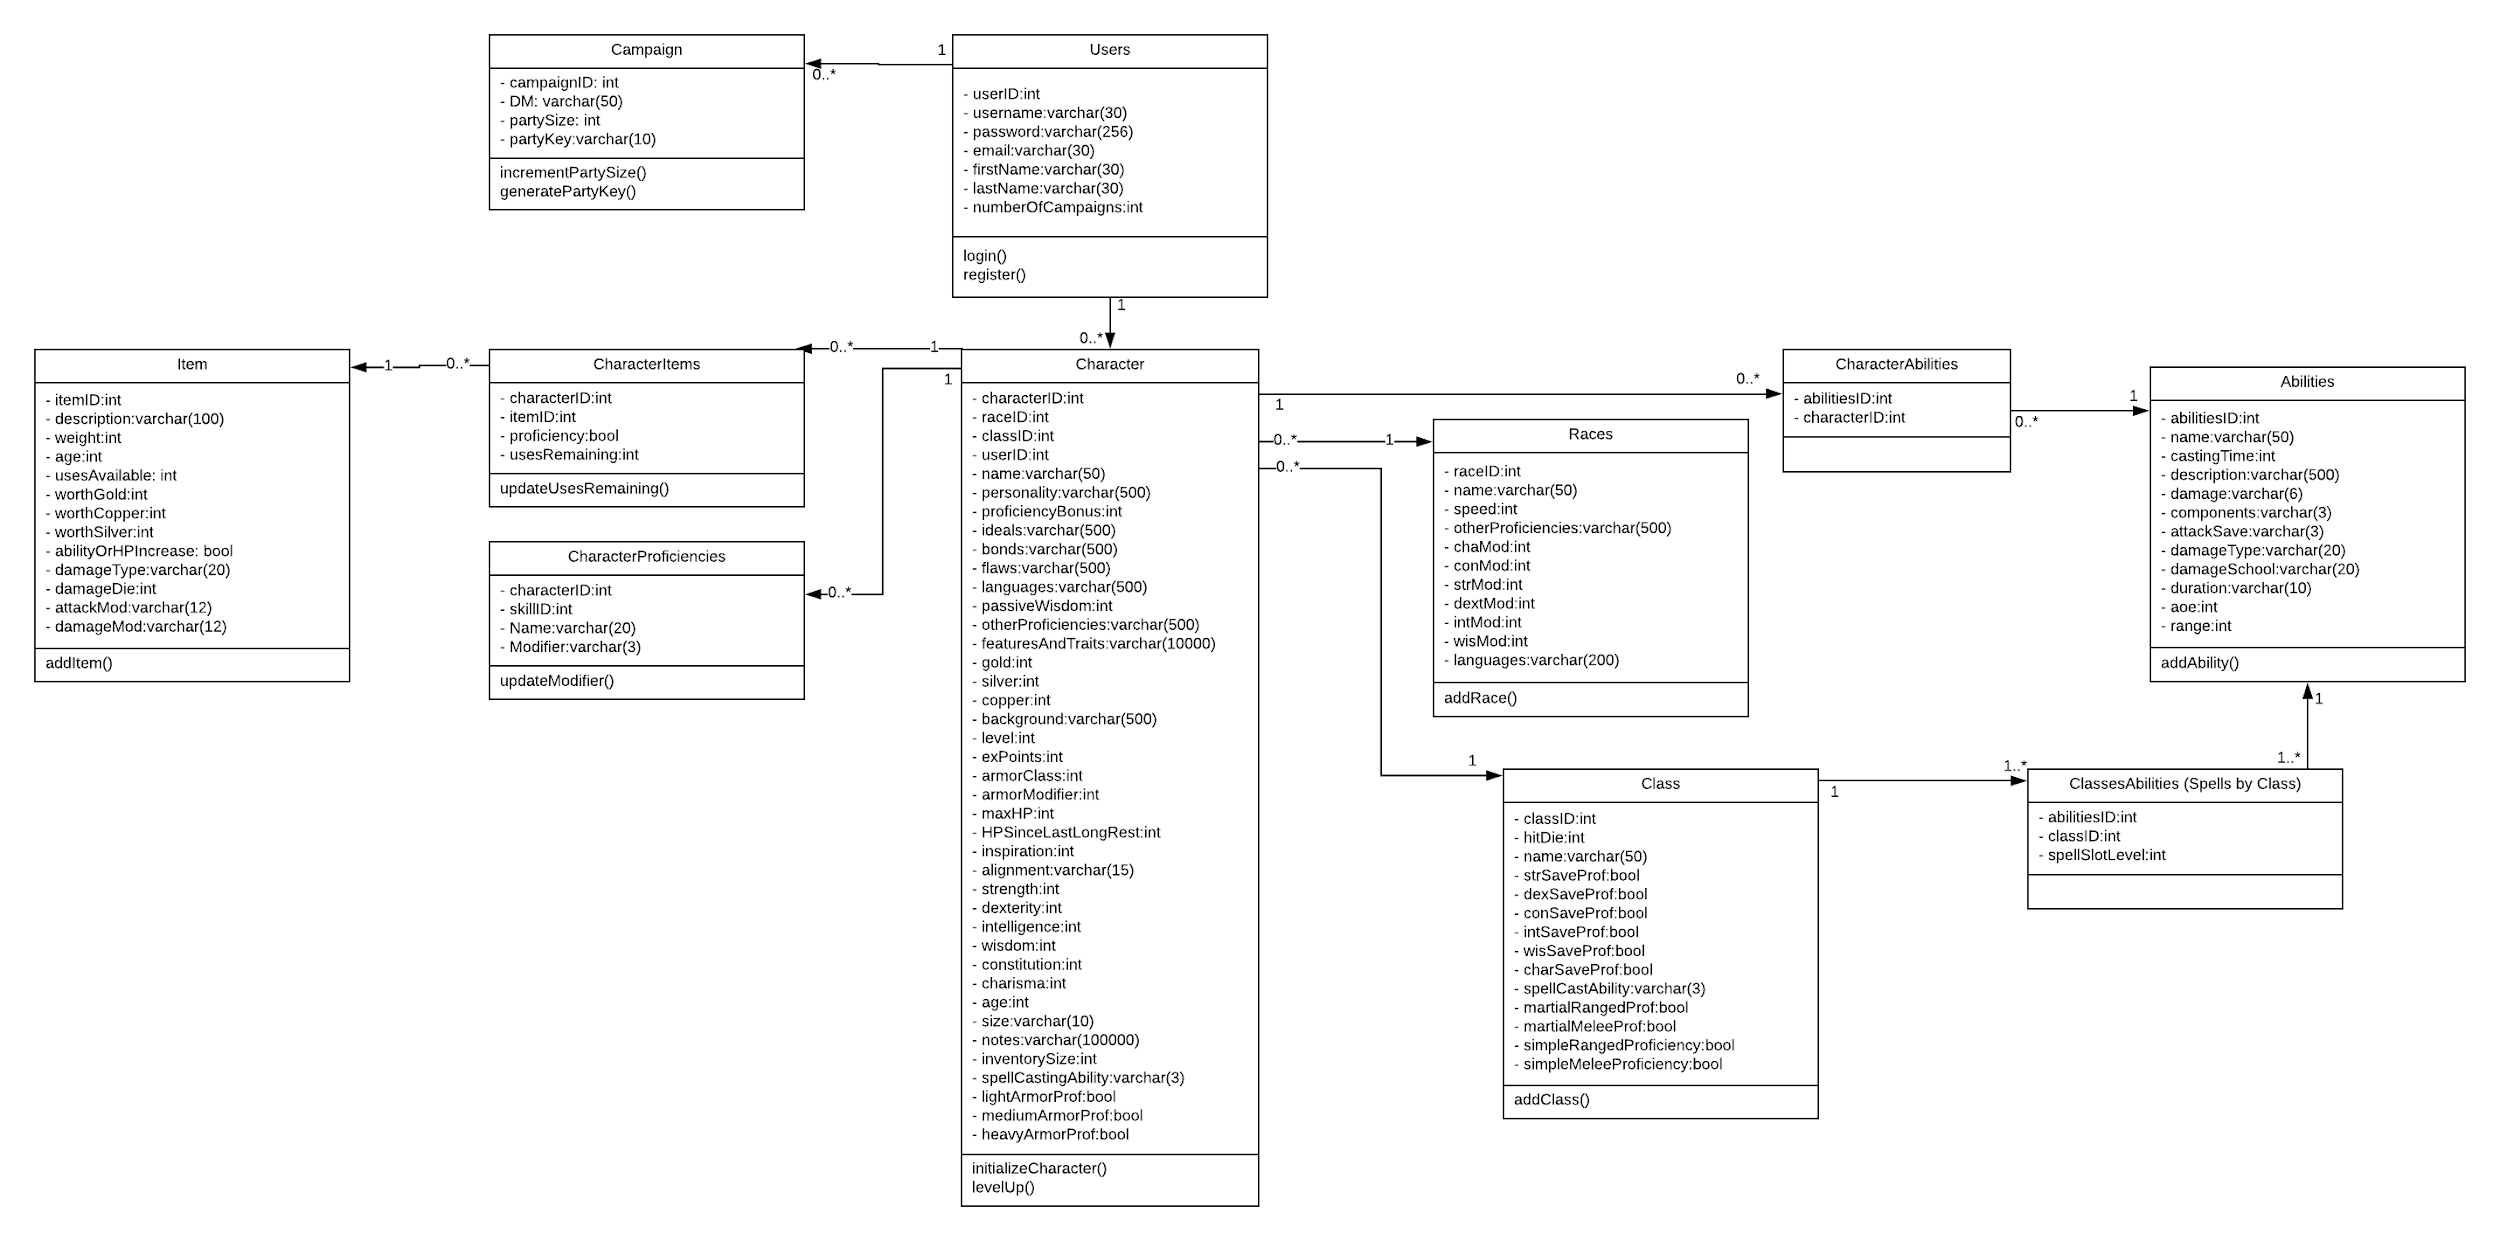 Campaign
- campaignID: int
- DM: varchar(50)
- partySize: int
- partyKey:varchar(10)
incrementPartySize()
generatePartyKey()
0..*
1
Users
- userID:int
- username:varchar(30)
- password:varchar(256)
- email:varchar(30)
- firstName:varchar(30)
- lastName:varchar(30)
- numberOfCampaigns:int
login()
register()
1
0..*
Item
- itemID:int
- description:varchar(100)
- weight:int
- age:int
- usesAvailable: int
- worthGold:int
- worthCopper:int
- worthSilver:int
- abilityOrHPIncrease: bool
- damageType:varchar(20)
- damageDie:int
- attackMod:varchar(12)
- damageMod:varchar(12)
addItem()
1
0..*
CharacterItems
- characterID:int
- itemID:int
- proficiency:bool
- usesRemaining:int
updateUsesRemaining()
0..*
1
CharacterProficiencies
- characterID:int
- skillID:int
- Name:varchar(20)
- Modifier:varchar(3)
updateModifier()
0..*
1
Character
- characterID:int
- raceID:int
- classID:int
- userID:int
- name:varchar(50)
- personality:varchar(500)
- proficiencyBonus:int
- ideals:varchar(500)
- bonds:varchar(500)
- flaws:varchar(500)
- languages:varchar(500)
- passiveWisdom:int
- otherProficiencies:varchar(500)
- featuresAndTraits:varchar(10000)
- gold:int
- silver:int
- copper:int
- background:varchar(500)
- level:int
- exPoints:int
- armorClass:int
- armorModifier:int
- maxHP:int
- HPSinceLastLongRest:int
- inspiration:int
- alignment:varchar(15)
- strength:int
- dexterity:int
- intelligence:int
- wisdom:int
- constitution:int
- charisma:int
- age:int
- size:varchar(10)
- notes:varchar(100000)
- inventorySize:int
- spellCastingAbility:varchar(3)
- lightArmorProf:bool
- mediumArmorProf:bool
- heavyArmorProf:bool
initializeCharacter()
levelUp()
1
0..*
0..*
1
0..*
1
Races
- raceID:int
- name:varchar(50)
- speed:int
- otherProficiencies:varchar(500)
- chaMod:int
- conMod:int
- strMod:int
- dextMod:int
- intMod:int
- wisMod:int
- languages:varchar(200)
addRace()
CharacterAbilities
- abilitiesID:int
- characterID:int
0..*
1
Abilities
- abilitiesID:int
- name:varchar(50)
- castingTime:int
- description:varchar(500)
- damage:varchar(6)
- components:varchar(3)
- attackSave:varchar(3)
- damageType:varchar(20)
- damageSchool:varchar(20)
- duration:varchar(10)
- aoe:int
- range:int
addAbility()
1
1..*
Class
- classID:int
- hitDie:int
- name:varchar(50)
- strSaveProf:bool
- dexSaveProf:bool
- conSaveProf:bool
- intSaveProf:bool
- wisSaveProf:bool
- charSaveProf:bool
- spellCastAbility:varchar(3)
- martialRangedProf:bool
- martialMeleeProf:bool
- simpleRangedProficiency:bool
- simpleMeleeProficiency:bool
addClass()
1
1..*
ClassesAbilities (Spells by Class)
- abilitiesID:int
- classID:int
- spellSlotLevel:int